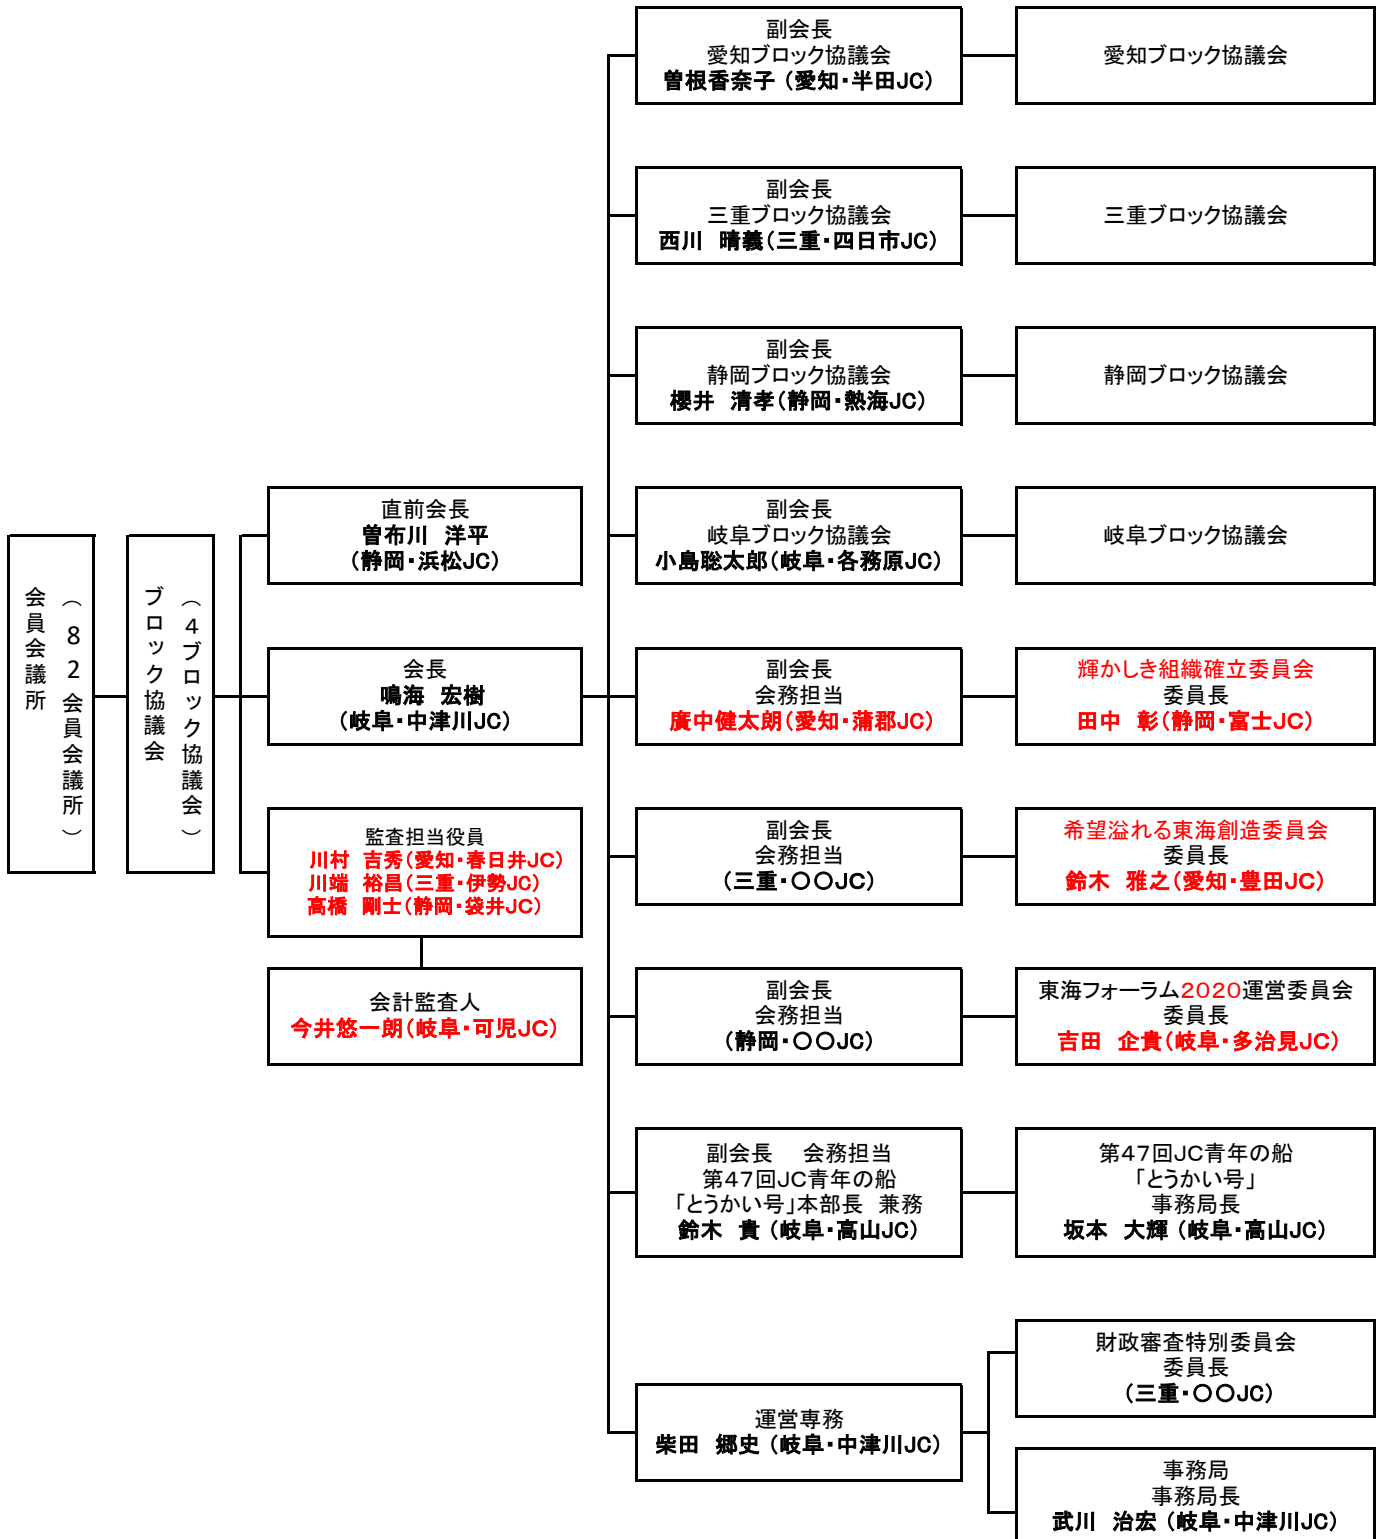 会員会議所
（８２会員会議所）
ブロック協議会
（４ブロック協議会）
直前会長
曽布川　洋平
（静岡・浜松JC）
会長
鳴海　宏樹
（岐阜・中津川JC）
監査担当役員
川村　吉秀（愛知・春日井JC）
川端　裕昌（三重・伊勢JC）
高橋　剛士（静岡・袋井JC）
会計監査人
今井悠一朗（岐阜・可児JC）
副会長
愛知ブロック協議会
曽根香奈子（愛知・半田JC）
愛知ブロック協議会
副会長
三重ブロック協議会
西川　晴義（三重・四日市JC）
三重ブロック協議会
副会長
静岡ブロック協議会
櫻井　清孝（静岡・熱海JC）
静岡ブロック協議会
副会長
岐阜ブロック協議会
小島聡太郎（岐阜・各務原JC）
岐阜ブロック協議会
副会長
会務担当
廣中健太朗（愛知・蒲郡JC）
輝かしき組織確立委員会
委員長
田中　彰（静岡・富士JC）
副会長
会務担当
（三重・〇〇JC）
希望溢れる東海創造委員会
委員長
鈴木　雅之（愛知・豊田JC）
副会長
会務担当
（静岡・〇〇JC）
東海フォーラム２０２０運営委員会
委員長
吉田　企貴（岐阜・多治見JC）
副会長　会務担当
第４７回JC青年の船
「とうかい号」本部長　兼務
鈴木　貴（岐阜・高山JC）
第４７回JC青年の船
「とうかい号」
事務局長
坂本　大輝（岐阜・高山JC）
運営専務
柴田　郷史（岐阜・中津川JC）
財政審査特別委員会
委員長
（三重・〇〇JC）
事務局
事務局長
武川　治宏（岐阜・中津川JC）